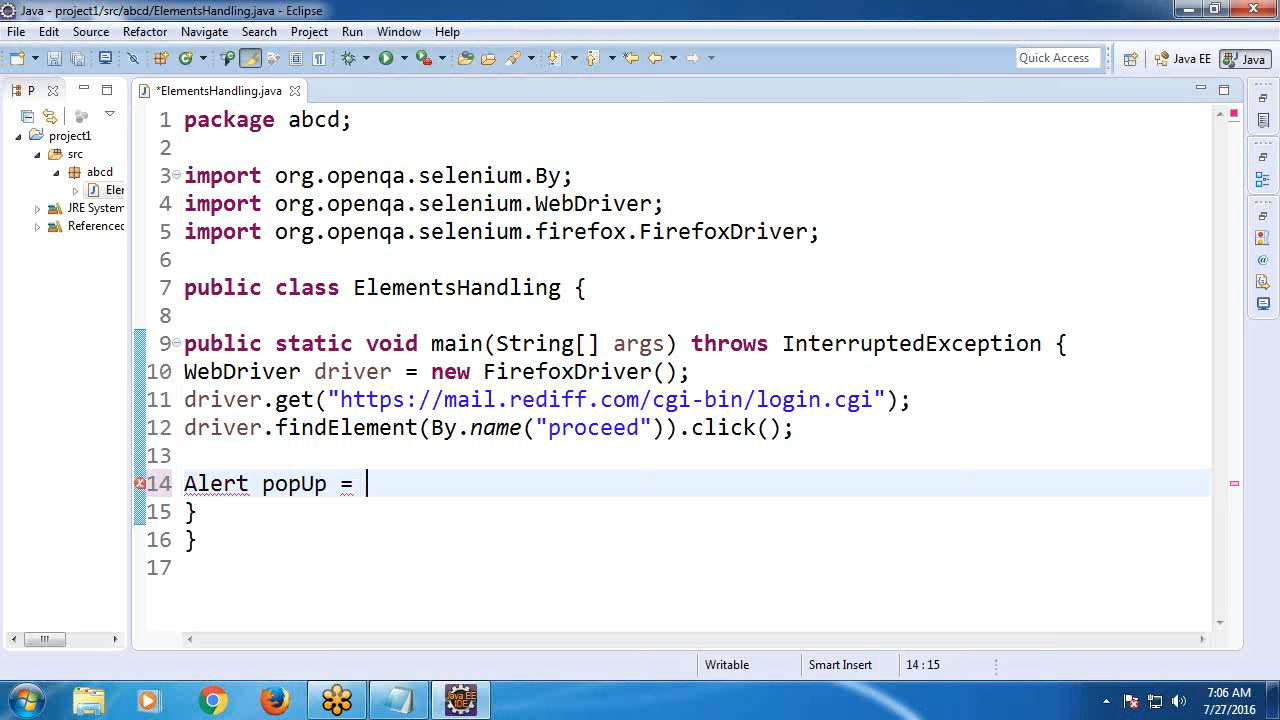 Java - project1/src/abcd/ElementsHandling.java - Eclipse
File Edit Source Refactor Navigate Search Project Run Window Help
Quick Access Java EE Java
P *ElementsHandling.java
project1
src
abcd
Eler
JRE System
Referenced
1 package abcd;
2
3 import org.openqa.selenium.By;
4 import org.openqa.selenium.WebDriver;
5 import org.openqa.selenium.firefox.FirefoxDriver;
6
7 public class ElementsHandling {
8
9 public static void main(String[] args) throws InterruptedException {
10 WebDriver driver = new FirefoxDriver();
11 driver.get("https://mail.rediff.com/cgi-bin/login.cgi");
12 driver.findElement(By.name("proceed")).click();
13
14 Alert popUp =
15 }
16 }
17
Writable Smart Insert 14 : 15
Java EE
IDE
7:06 AM
7/27/2016